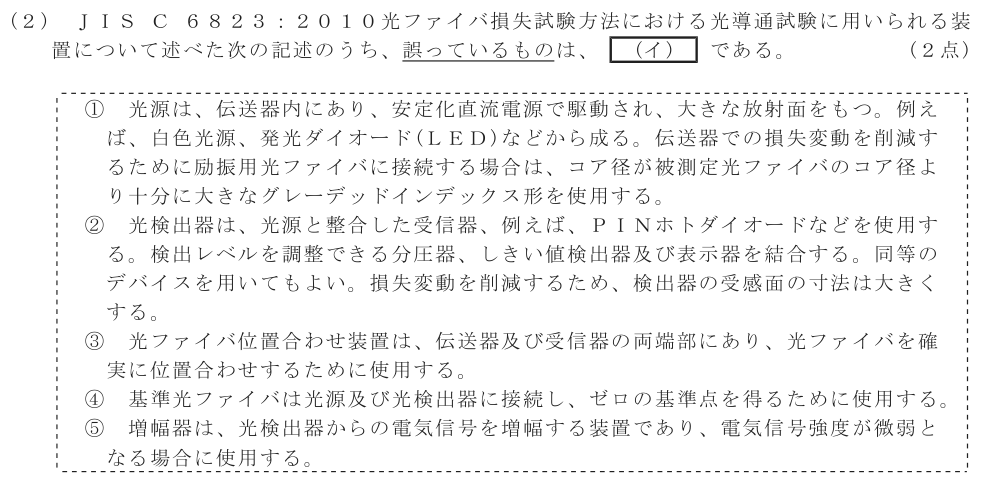 (２) ＪＩＳ Ｃ ６８２３：２０１０光ファイバ損失試験方法における光導通試験に用いられる装
置について述べた次の記述のうち、誤っているものは、 (イ) である。 (２点)
① 光源は、伝送器内にあり、安定化直流電源で駆動され、大きな放射面をもつ。例え
ば、白色光源、発光ダイオード(ＬＥＤ)などから成る。伝送器での損失変動を削減す
るために励振用光ファイバに接続する場合は、コア径が被測定光ファイバのコア径よ
り十分に大きなグレーデッドインデックス形を使用する。
② 光検出器は、光源と整合した受信器、例えば、ＰＩＮホトダイオードなどを使用す
る。検出レベルを調整できる分圧器、しきい値検出器及び表示器を結合する。同等の
デバイスを用いてもよい。損失変動を削減するため、検出器の受感面の寸法は大きく
する。
③ 光ファイバ位置合わせ装置は、伝送器及び受信器の両端部にあり、光ファイバを確
実に位置合わせするために使用する。
④ 基準光ファイバは光源及び光検出器に接続し、ゼロの基準点を得るために使用する。
⑤ 増幅器は、光検出器からの電気信号を増幅する装置であり、電気信号強度が微弱と
なる場合に使用する。